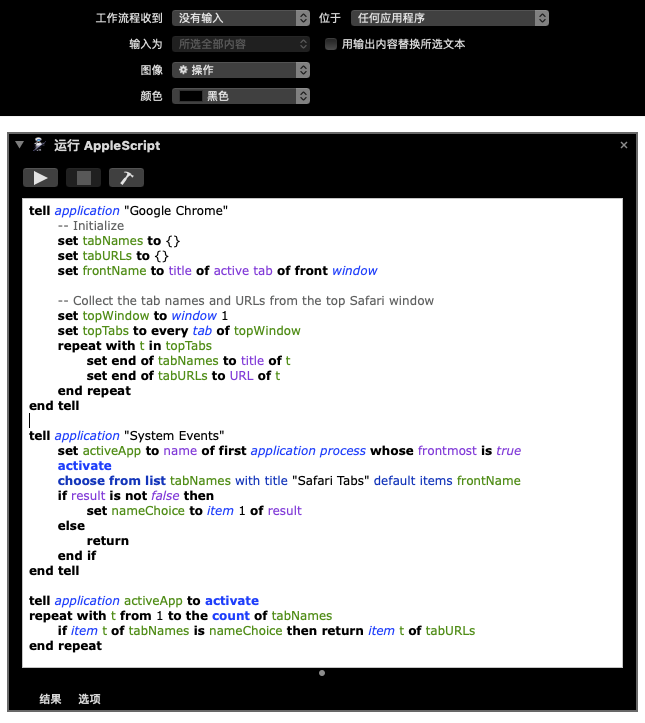 工作流程收到 没有输入 位于 任何应用程序
输入为 所选全部内容 用输出内容替换所选文本
图像 操作
颜色 黑色
运行 AppleScript
tell application "Google Chrome"
-- Initialize
set tabNames to {}
set tabURLs to {}
set frontName to title of active tab of front window
-- Collect the tab names and URLs from the top Safari window
set topWindow to window 1
set topTabs to every tab of topWindow
repeat with t in topTabs
set end of tabNames to title of t
set end of tabURLs to URL of t
end repeat
end tell
tell application "System Events"
set activeApp to name of first application process whose frontmost is true
activate
choose from list tabNames with title "Safari Tabs" default items frontName
if result is not false then
set nameChoice to item 1 of result
else
return
end if
end tell
tell application activeApp to activate
repeat with t from 1 to the count of tabNames
if item t of tabNames is nameChoice then return item t of tabURLs
end repeat
结果 选项